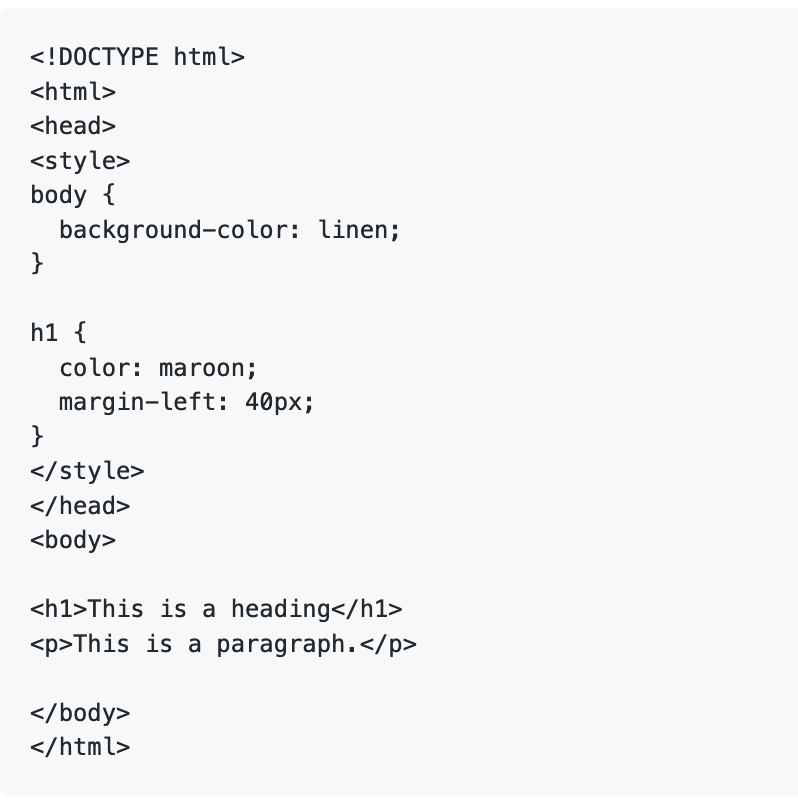 <!DOCTYPE html>
<html>
<head>
<style>
body {
  background-color: linen;
}

h1 {
  color: maroon;
  margin-left: 40px;
}
</style>
</head>
<body>

<h1>This is a heading</h1>
<p>This is a paragraph.</p>

</body>
</html>